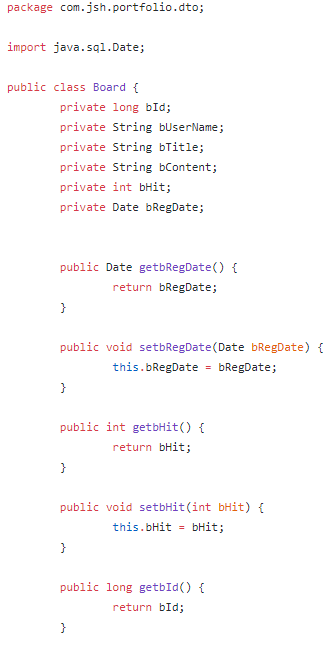 package com.jsh.portfolio.dto;
import java.sql.Date;
public class Board {
private long bId;
private String bUserName;
private String bTitle;
private String bContent;
private int bHit;
private Date bRegDate;
public Date getbRegDate() {
return bRegDate;
}
public void setbRegDate(Date bRegDate) {
this.bRegDate = bRegDate;
}
public int getbHit() {
return bHit;
}
public void setbHit(int bHit) {
this.bHit = bHit;
}
public long getbId() {
return bId;
}